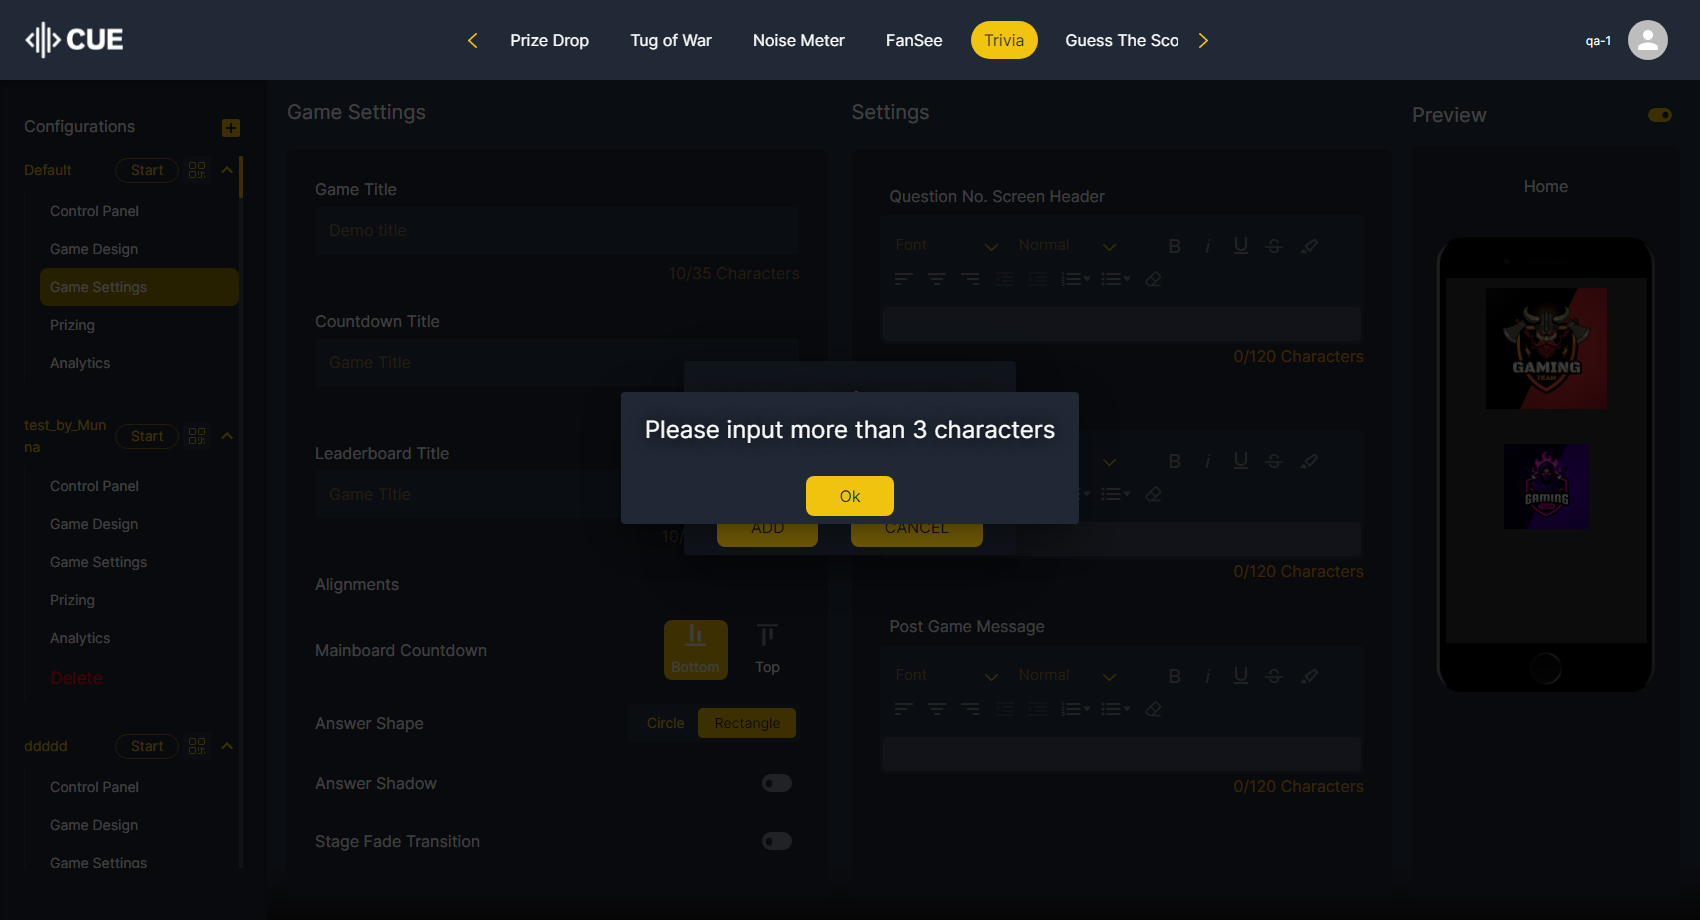 CUE
Prize Drop
Tug of War
Noise Meter
FanSee
Trivia
Guess The Sco
qa-1
Configurations
Default
Start
Control Panel
Game Design
Game Settings
Prizing
Analytics
test_by_Mun
na
Start
Control Panel
Game Design
Game Settings
Prizing
Analytics
Delete
ddddd
Start
Control Panel
Game Design
Game Settings
Game Settings
Game Title
Demo title
10/35 Characters
Countdown Title
Game Title
Leaderboard Title
Game Title
10/
Alignments
Mainboard Countdown
Bottom
Top
Answer Shape
Circle
Rectangle
Answer Shadow
Stage Fade Transition
Please input more than 3 characters
Ok
ADD
CANCEL
Settings
Question No. Screen Header
Font
Normal
B
i
U
S
0/120 Characters
B
i
U
S
0/120 Characters
Post Game Message
Font
Normal
B
i
U
S
0/120 Characters
Preview
Home
GAMING
TEAM
GAMING